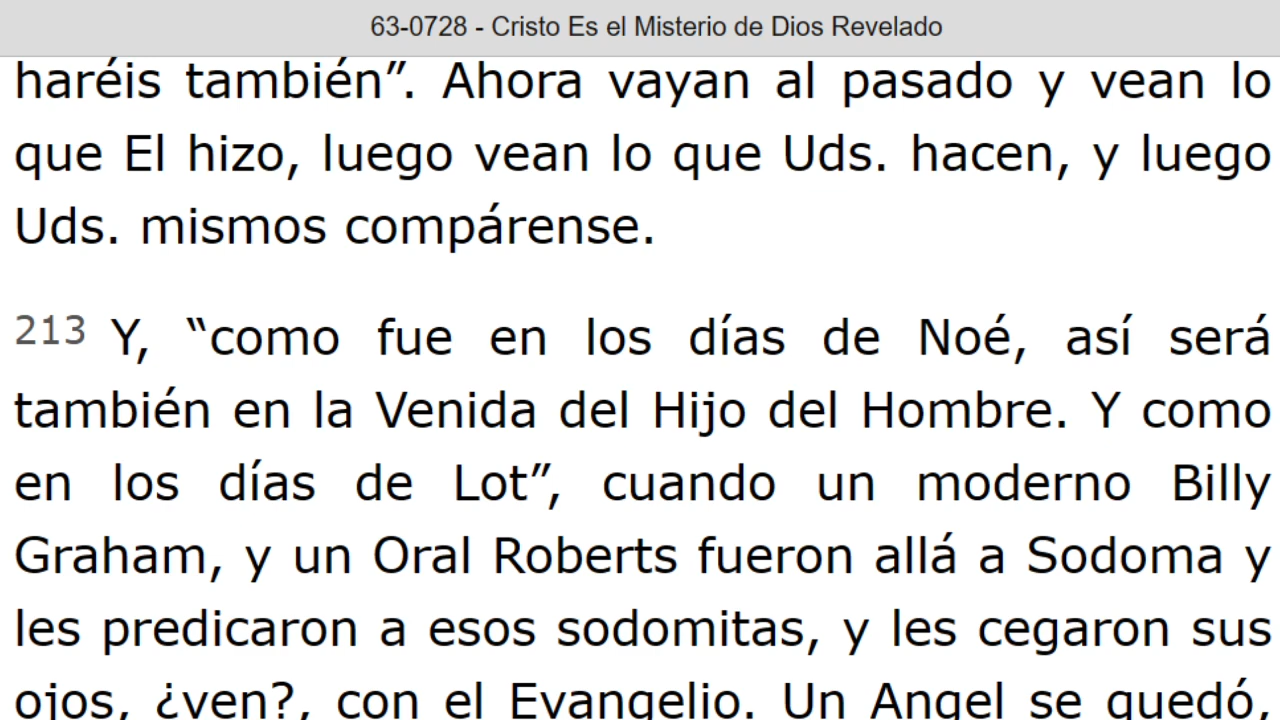 63-0728 - Cristo Es el Misterio de Dios Revelado
haréis también”. Ahora vayan al pasado y vean lo
que El hizo, luego vean lo que Uds. hacen, y luego
Uds. mismos compárense.
213 Y, “como fue en los días de Noé, así será
también en la Venida del Hijo del Hombre. Y como
en los días de Lot”, cuando un moderno Billy
Graham, y un Oral Roberts fueron allá a Sodoma y
les predicaron a esos sodomitas, y les cegaron sus
ojos, ¿ven?, con el Evangelio. Un Angel se quedó,